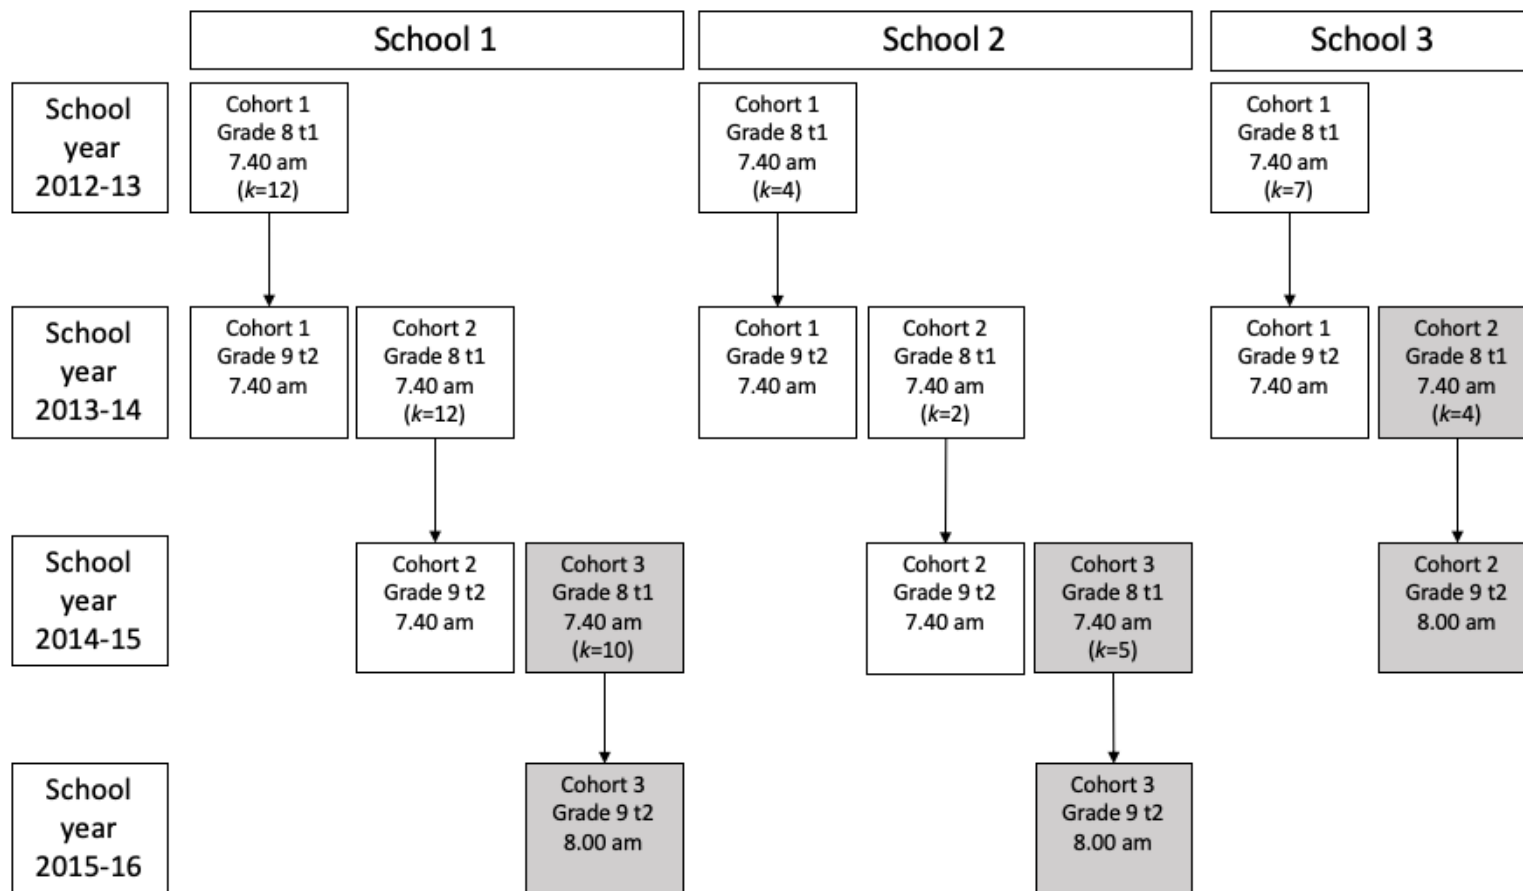 School 1
School 2
School 3
School
year
2012-13
Cohort 1
Grade 8 t1
7.40 am
(k=12)
Cohort 1
Grade 8 t1
7.40 am
(k=4)
Cohort 1
Grade 8 t1
7.40 am
(k=7)
School
year
2013-14
Cohort 1
Grade 9 t2
7.40 am
Cohort 2
Grade 8 t1
7.40 am
(k=12)
Cohort 1
Grade 9 t2
7.40 am
Cohort 2
Grade 8 t1
7.40 am
(k=2)
Cohort 1
Grade 9 t2
7.40 am
Cohort 2
Grade 8 t1
7.40 am
(k=4)
School
year
2014-15
Cohort 2
Grade 9 t2
7.40 am
Cohort 3
Grade 8 t1
7.40 am
(k=10)
Cohort 2
Grade 9 t2
7.40 am
Cohort 3
Grade 8 t1
7.40 am
(k=5)
Cohort 2
Grade 9 t2
8.00 am
School
year
2015-16
Cohort 3
Grade 9 t2
8.00 am
Cohort 3
Grade 9 t2
8.00 am